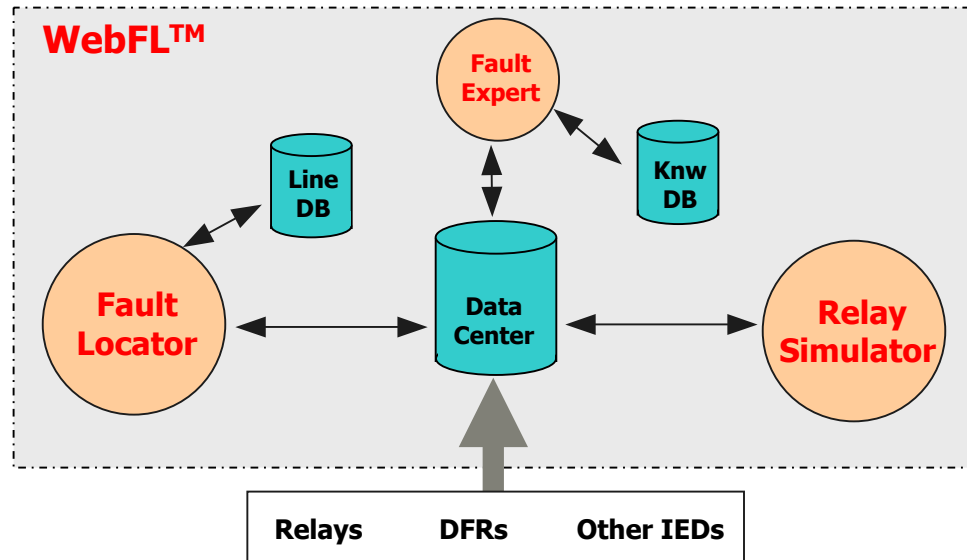 WebFL™
Fault
Expert
Line
DB
Knw
DB
Fault
Locator
Data
Center
Relay
Simulator
Relays DFRs Other IEDs